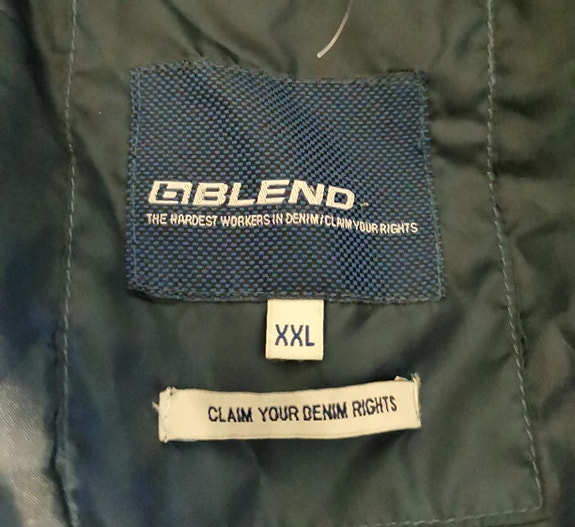 BLEND
THE HARDEST WORKERS IN DENIM/CLAIM YOUR RIGHTS
XXL
CLAIM YOUR DENIM RIGHTS